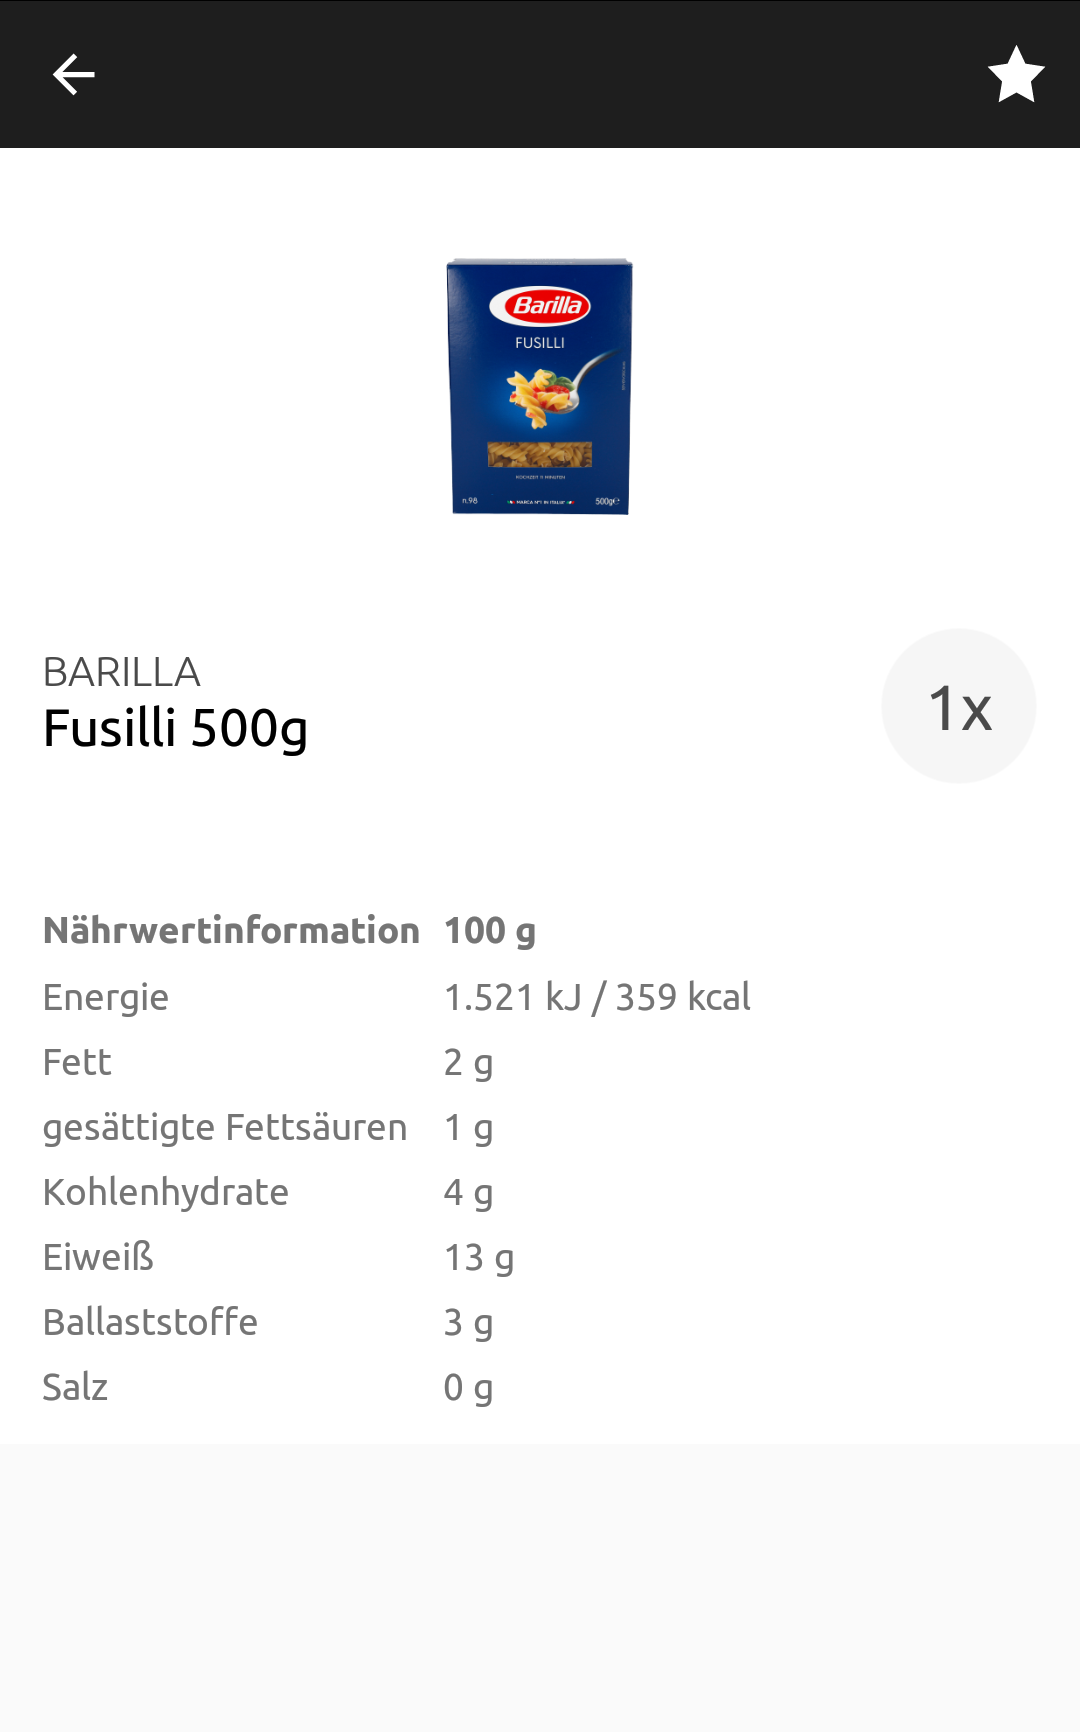 Barilla
FUSILLI
n.98
500g℮
BARILLA
Fusilli 500g
1x
Nährwertinformation 100 g
Energie 1.521 kJ / 359 kcal
Fett 2 g
gesättigte Fettsäuren 1 g
Kohlenhydrate 4 g
Eiweiß 13 g
Ballaststoffe 3 g
Salz 0 g